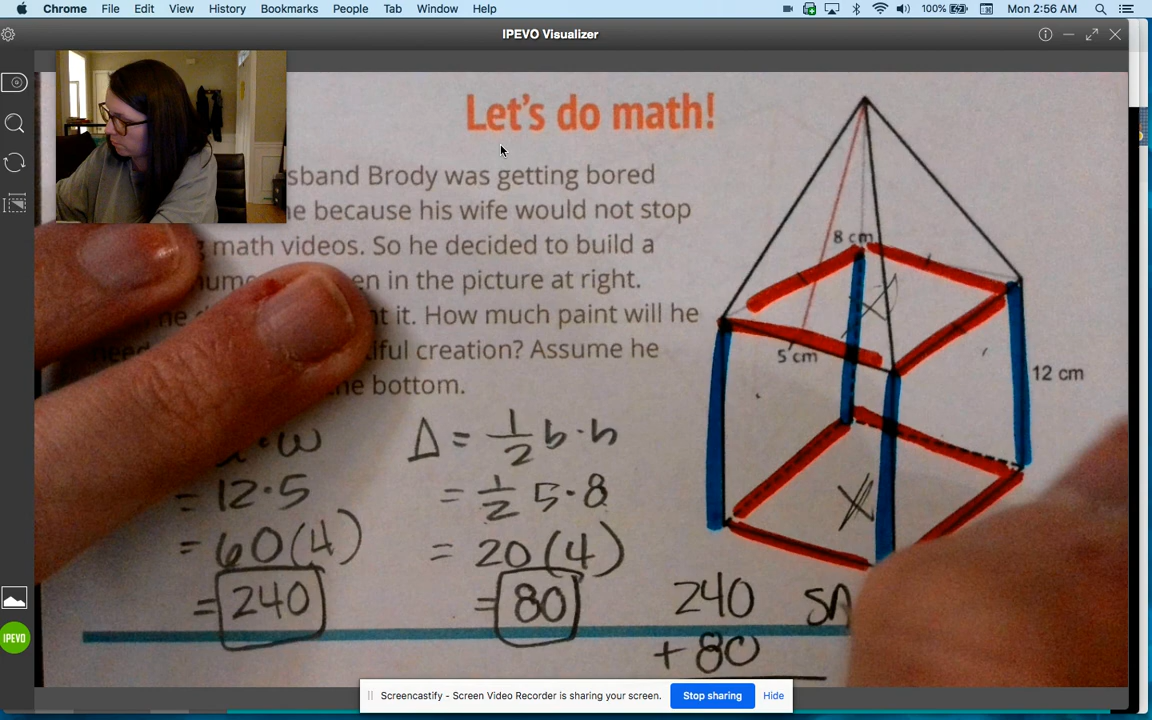 Chrome File Edit View History Bookmarks People Tab Window Help 100% Mon 2:56 AM
IPEVO Visualizer
Let's do math!
sband Brody was getting bored
e because his wife would not stop
math videos. So he decided to build a
en in the picture at right.
t it. How much paint will he
creation? Assume he
bottom.
8 cm
5 cm
12 cm
· w
= 12 · 5
= 60(4)
= 240
Δ = 1/2 b · h
= 1/2 5 · 8
= 20(4)
= 80
240
+ 80
SA
IPEVO
Screencastify - Screen Video Recorder is sharing your screen. Stop sharing Hide